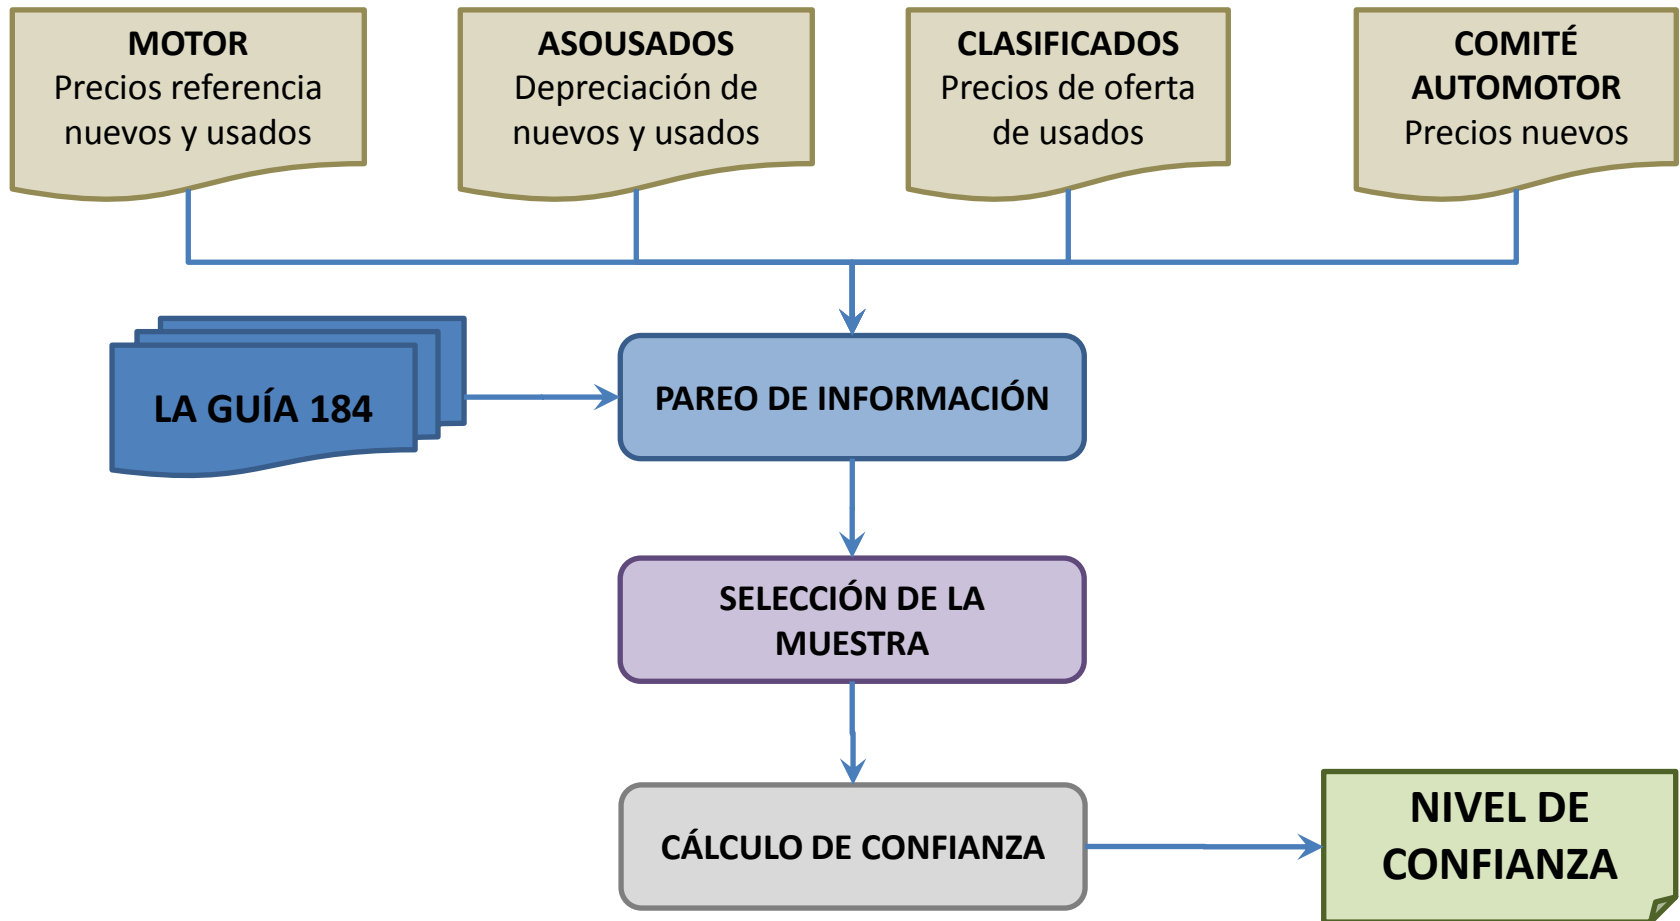 MOTOR
Precios referencia
nuevos y usados
ASOUSADOS
Depreciación de
nuevos y usados
CLASIFICADOS
Precios de oferta
de usados
COMITÉ
AUTOMOTOR
Precios nuevos
LA GUÍA 184
PAREO DE INFORMACIÓN
SELECCIÓN DE LA
MUESTRA
CÁLCULO DE CONFIANZA
NIVEL DE
CONFIANZA